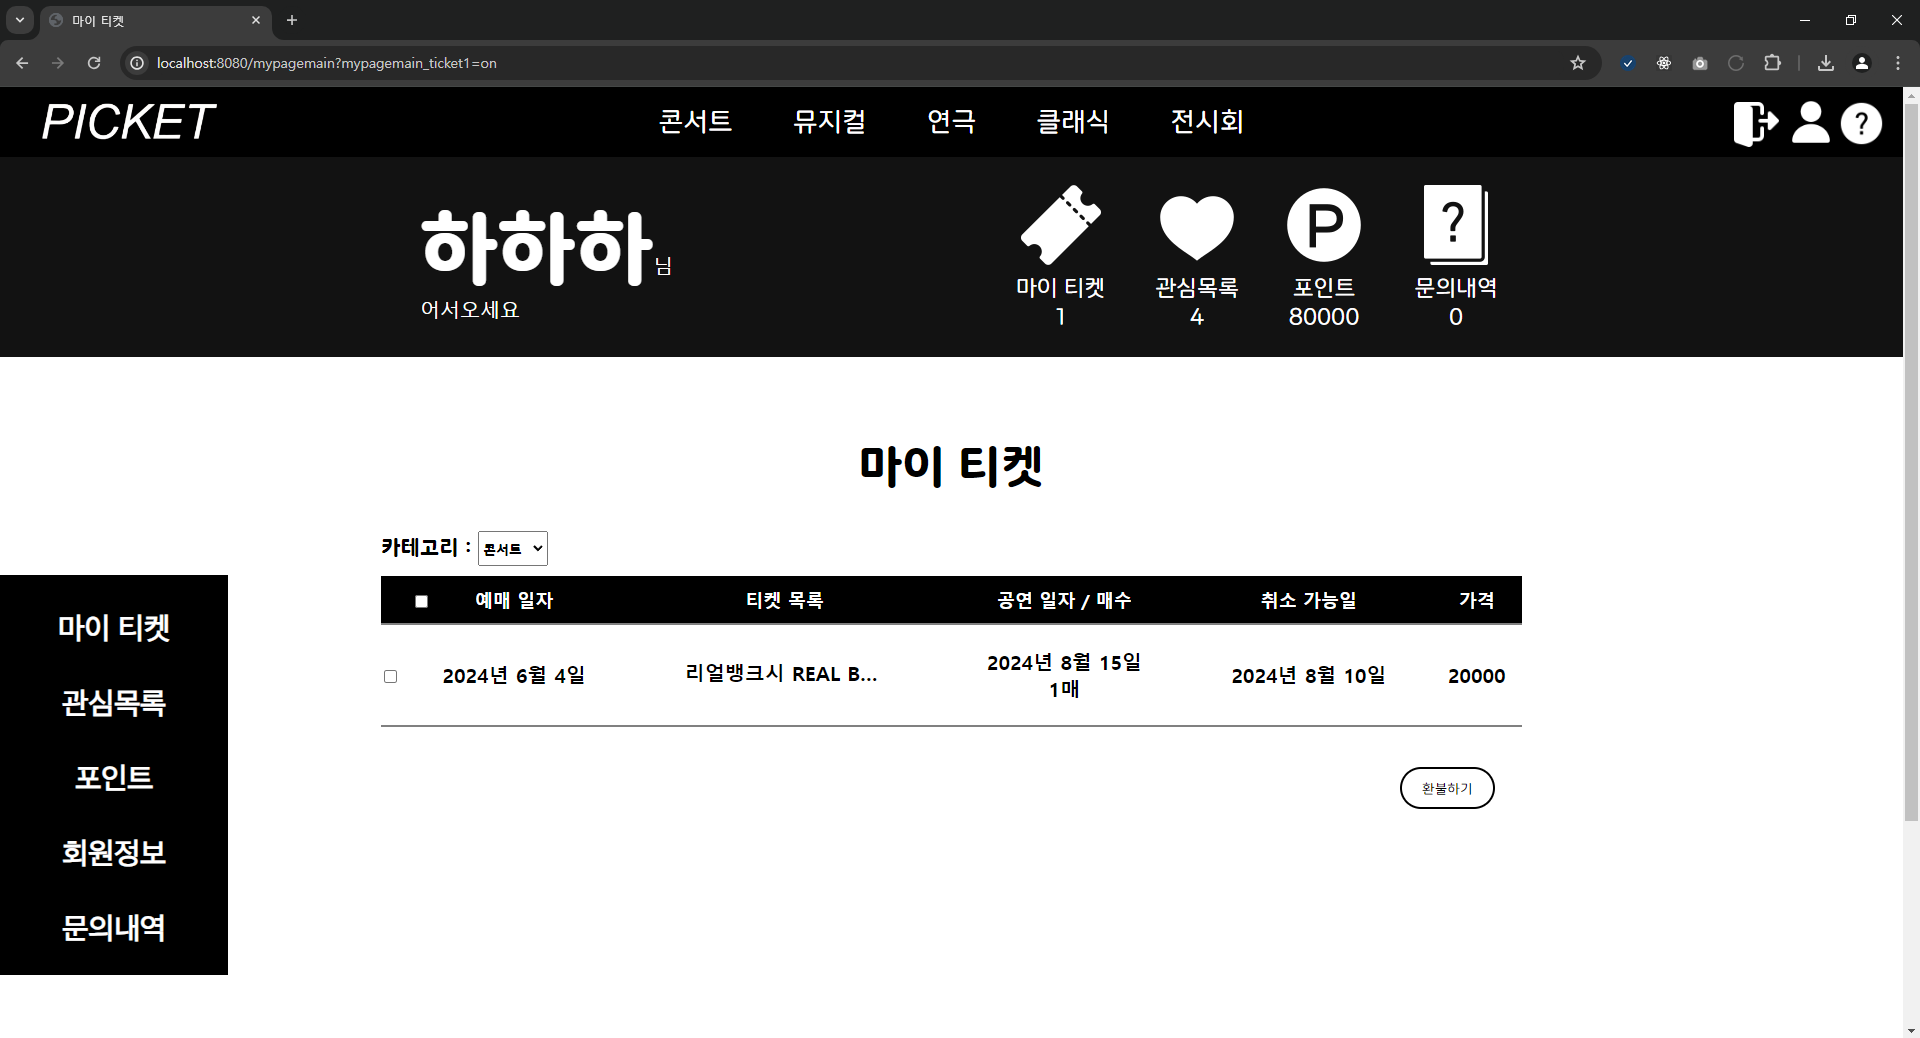 마이 티켓
localhost:8080/mypagemain?mypagemain_ticket1=on
PICKET
콘서트 뮤지컬 연극 클래식 전시회
?
하하하님
어서오세요
P
?
마이 티켓 관심목록 포인트 문의내역
1 4 80000 0
마이 티켓
카테고리 : 콘서트
예매 일자 티켓 목록 공연 일자 / 매수 취소 가능일 가격
2024년 6월 4일 리얼뱅크시 REAL B... 2024년 8월 15일 2024년 8월 10일 20000
1매
환불하기
마이 티켓
관심목록
포인트
회원정보
문의내역